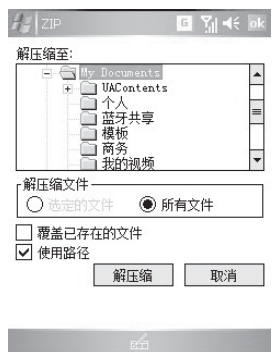 ZIP G ok
解压缩至:
My Documents
UAContents
个人
蓝牙共享
模板
商务
我的视频
解压缩文件
选定的文件 所有文件
覆盖已存在的文件
使用路径
解压缩 取消